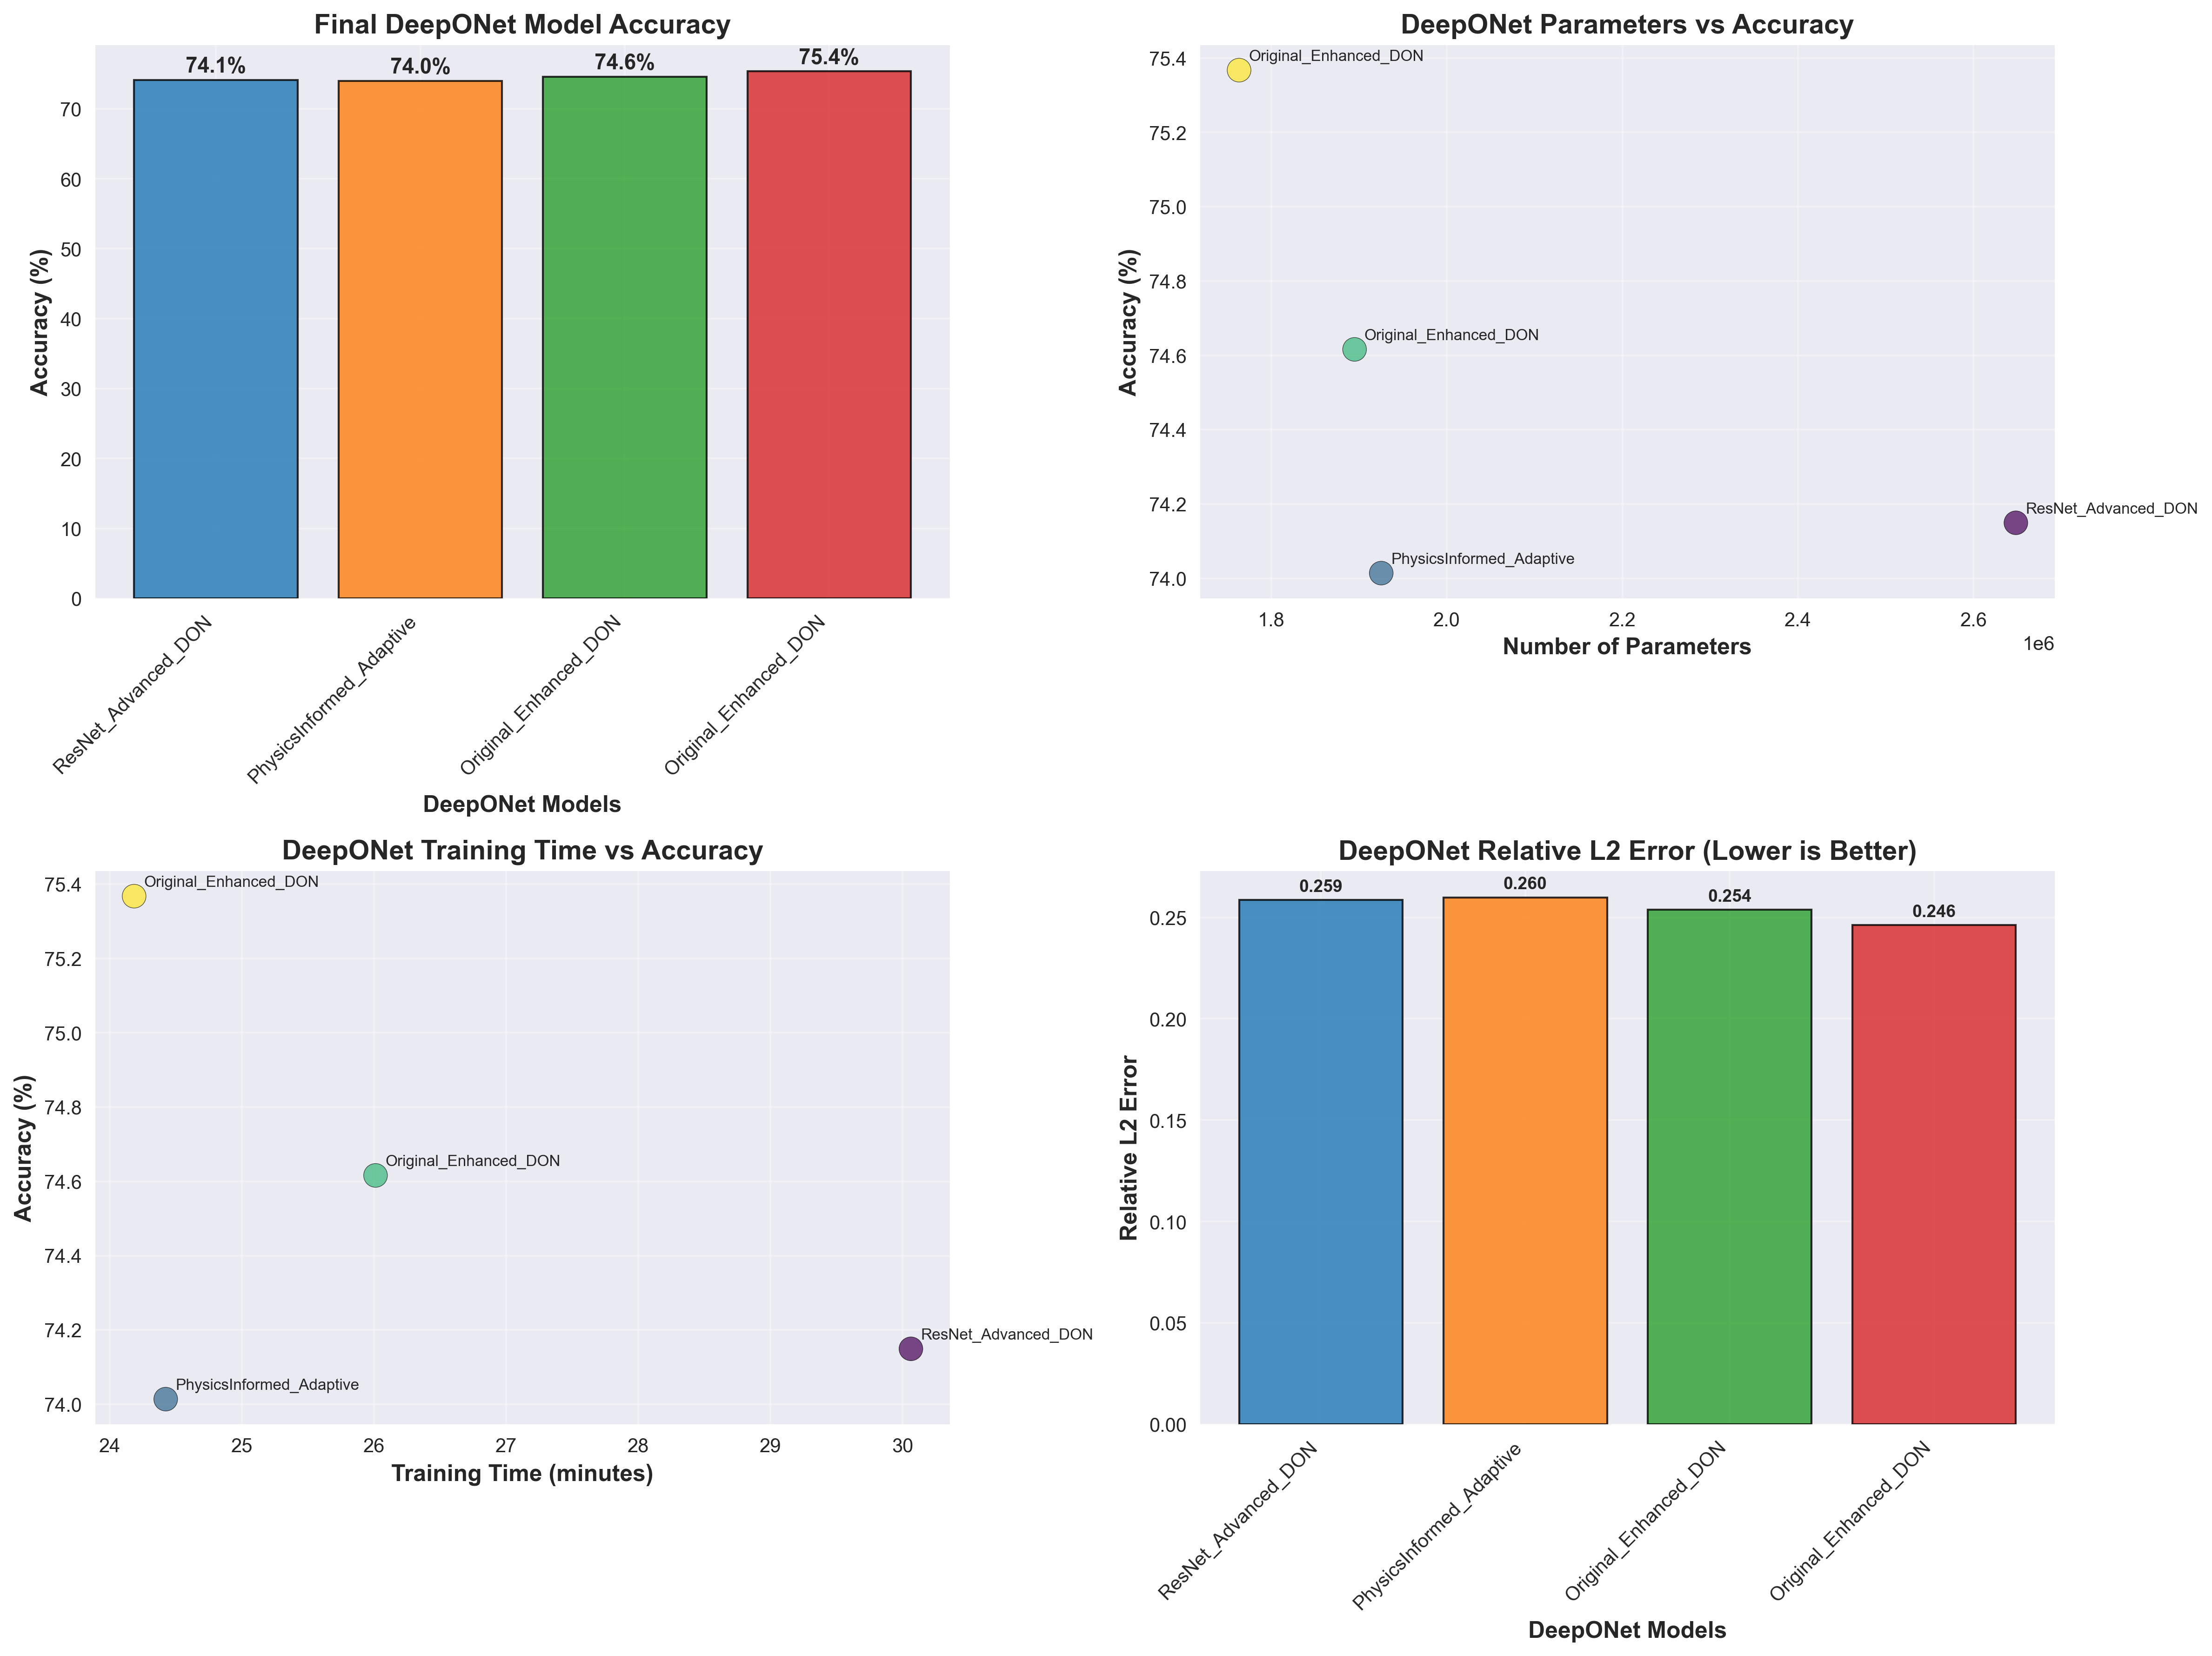 Final DeepONet Model Accuracy
74.1%
74.0%
74.6%
75.4%
70
60
50
40
30
20
10
0
Accuracy (%)
ResNet_Advanced_DON
PhysicsInformed_Adaptive
Original_Enhanced_DON
Original_Enhanced_DON
DeepONet Models
DeepONet Parameters vs Accuracy
75.4
75.2
75.0
74.8
74.6
74.4
74.2
74.0
Accuracy (%)
Original_Enhanced_DON
Original_Enhanced_DON
ResNet_Advanced_DON
PhysicsInformed_Adaptive
1.8
2.0
2.2
2.4
2.6
1e6
Number of Parameters
DeepONet Training Time vs Accuracy
75.4
75.2
75.0
74.8
74.6
74.4
74.2
74.0
Accuracy (%)
Original_Enhanced_DON
Original_Enhanced_DON
ResNet_Advanced_DON
PhysicsInformed_Adaptive
24
25
26
27
28
29
30
Training Time (minutes)
DeepONet Relative L2 Error (Lower is Better)
0.259
0.260
0.254
0.246
0.25
0.20
0.15
0.10
0.05
0.00
Relative L2 Error
ResNet_Advanced_DON
PhysicsInformed_Adaptive
Original_Enhanced_DON
Original_Enhanced_DON
DeepONet Models